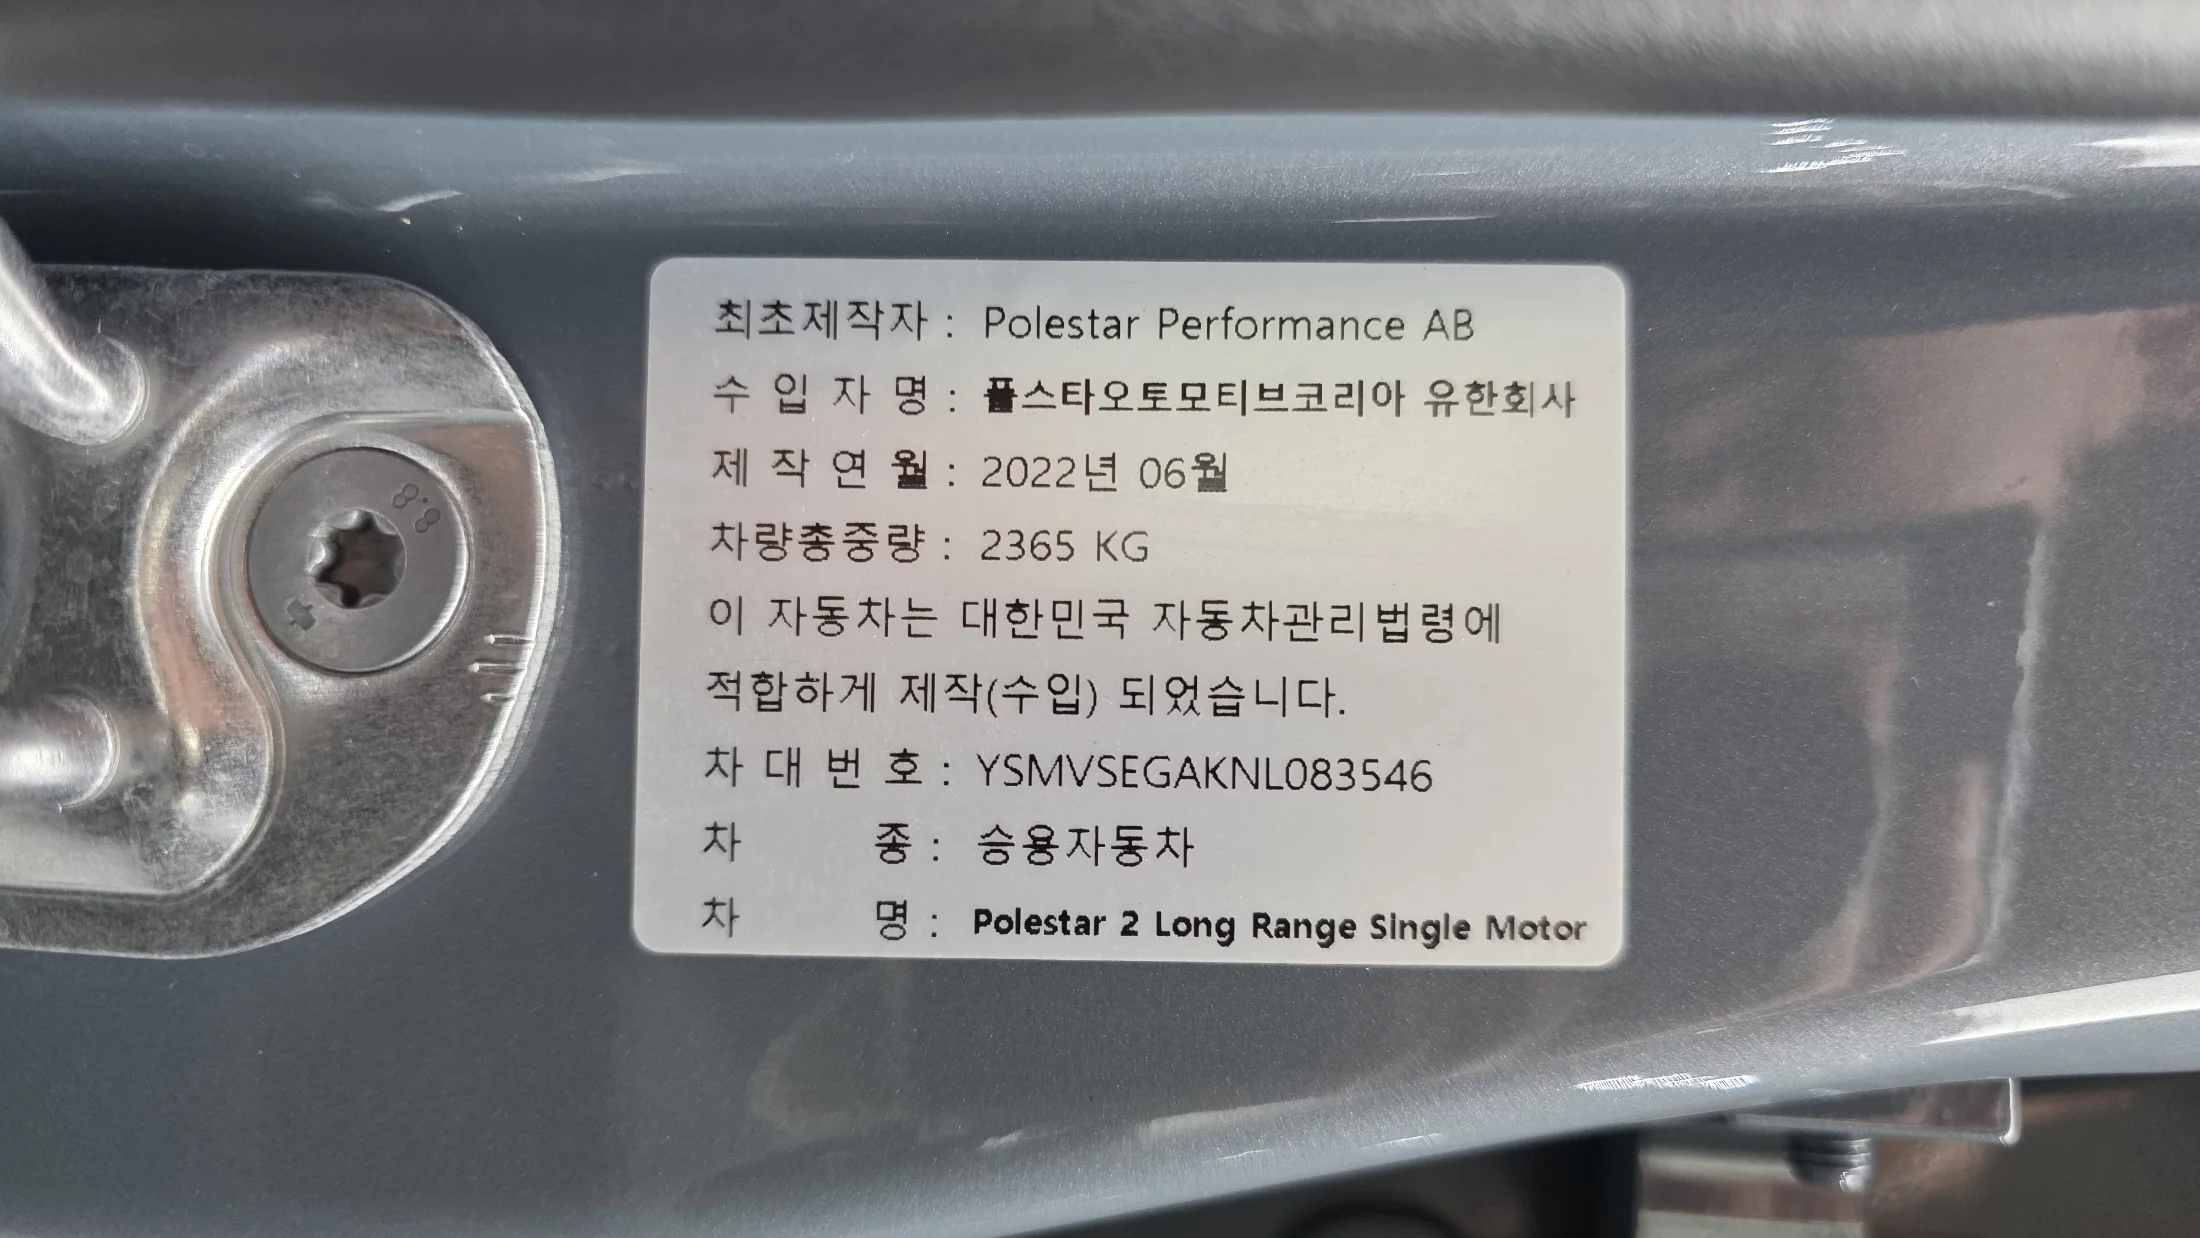 최초제작자 : Polestar Performance AB
수 입 자 명 : 폴스타오토모티브코리아 유한회사
제 작 연 월 : 2022년 06월
차량총중량 : 2365 KG
이 자동차는 대한민국 자동차관리법령에
적합하게 제작(수입) 되었습니다.
차 대 번 호 : YSMVSEGAKNL083546
차 종 : 승용자동차
차 명 : Polestar 2 Long Range Single Motor
8.8